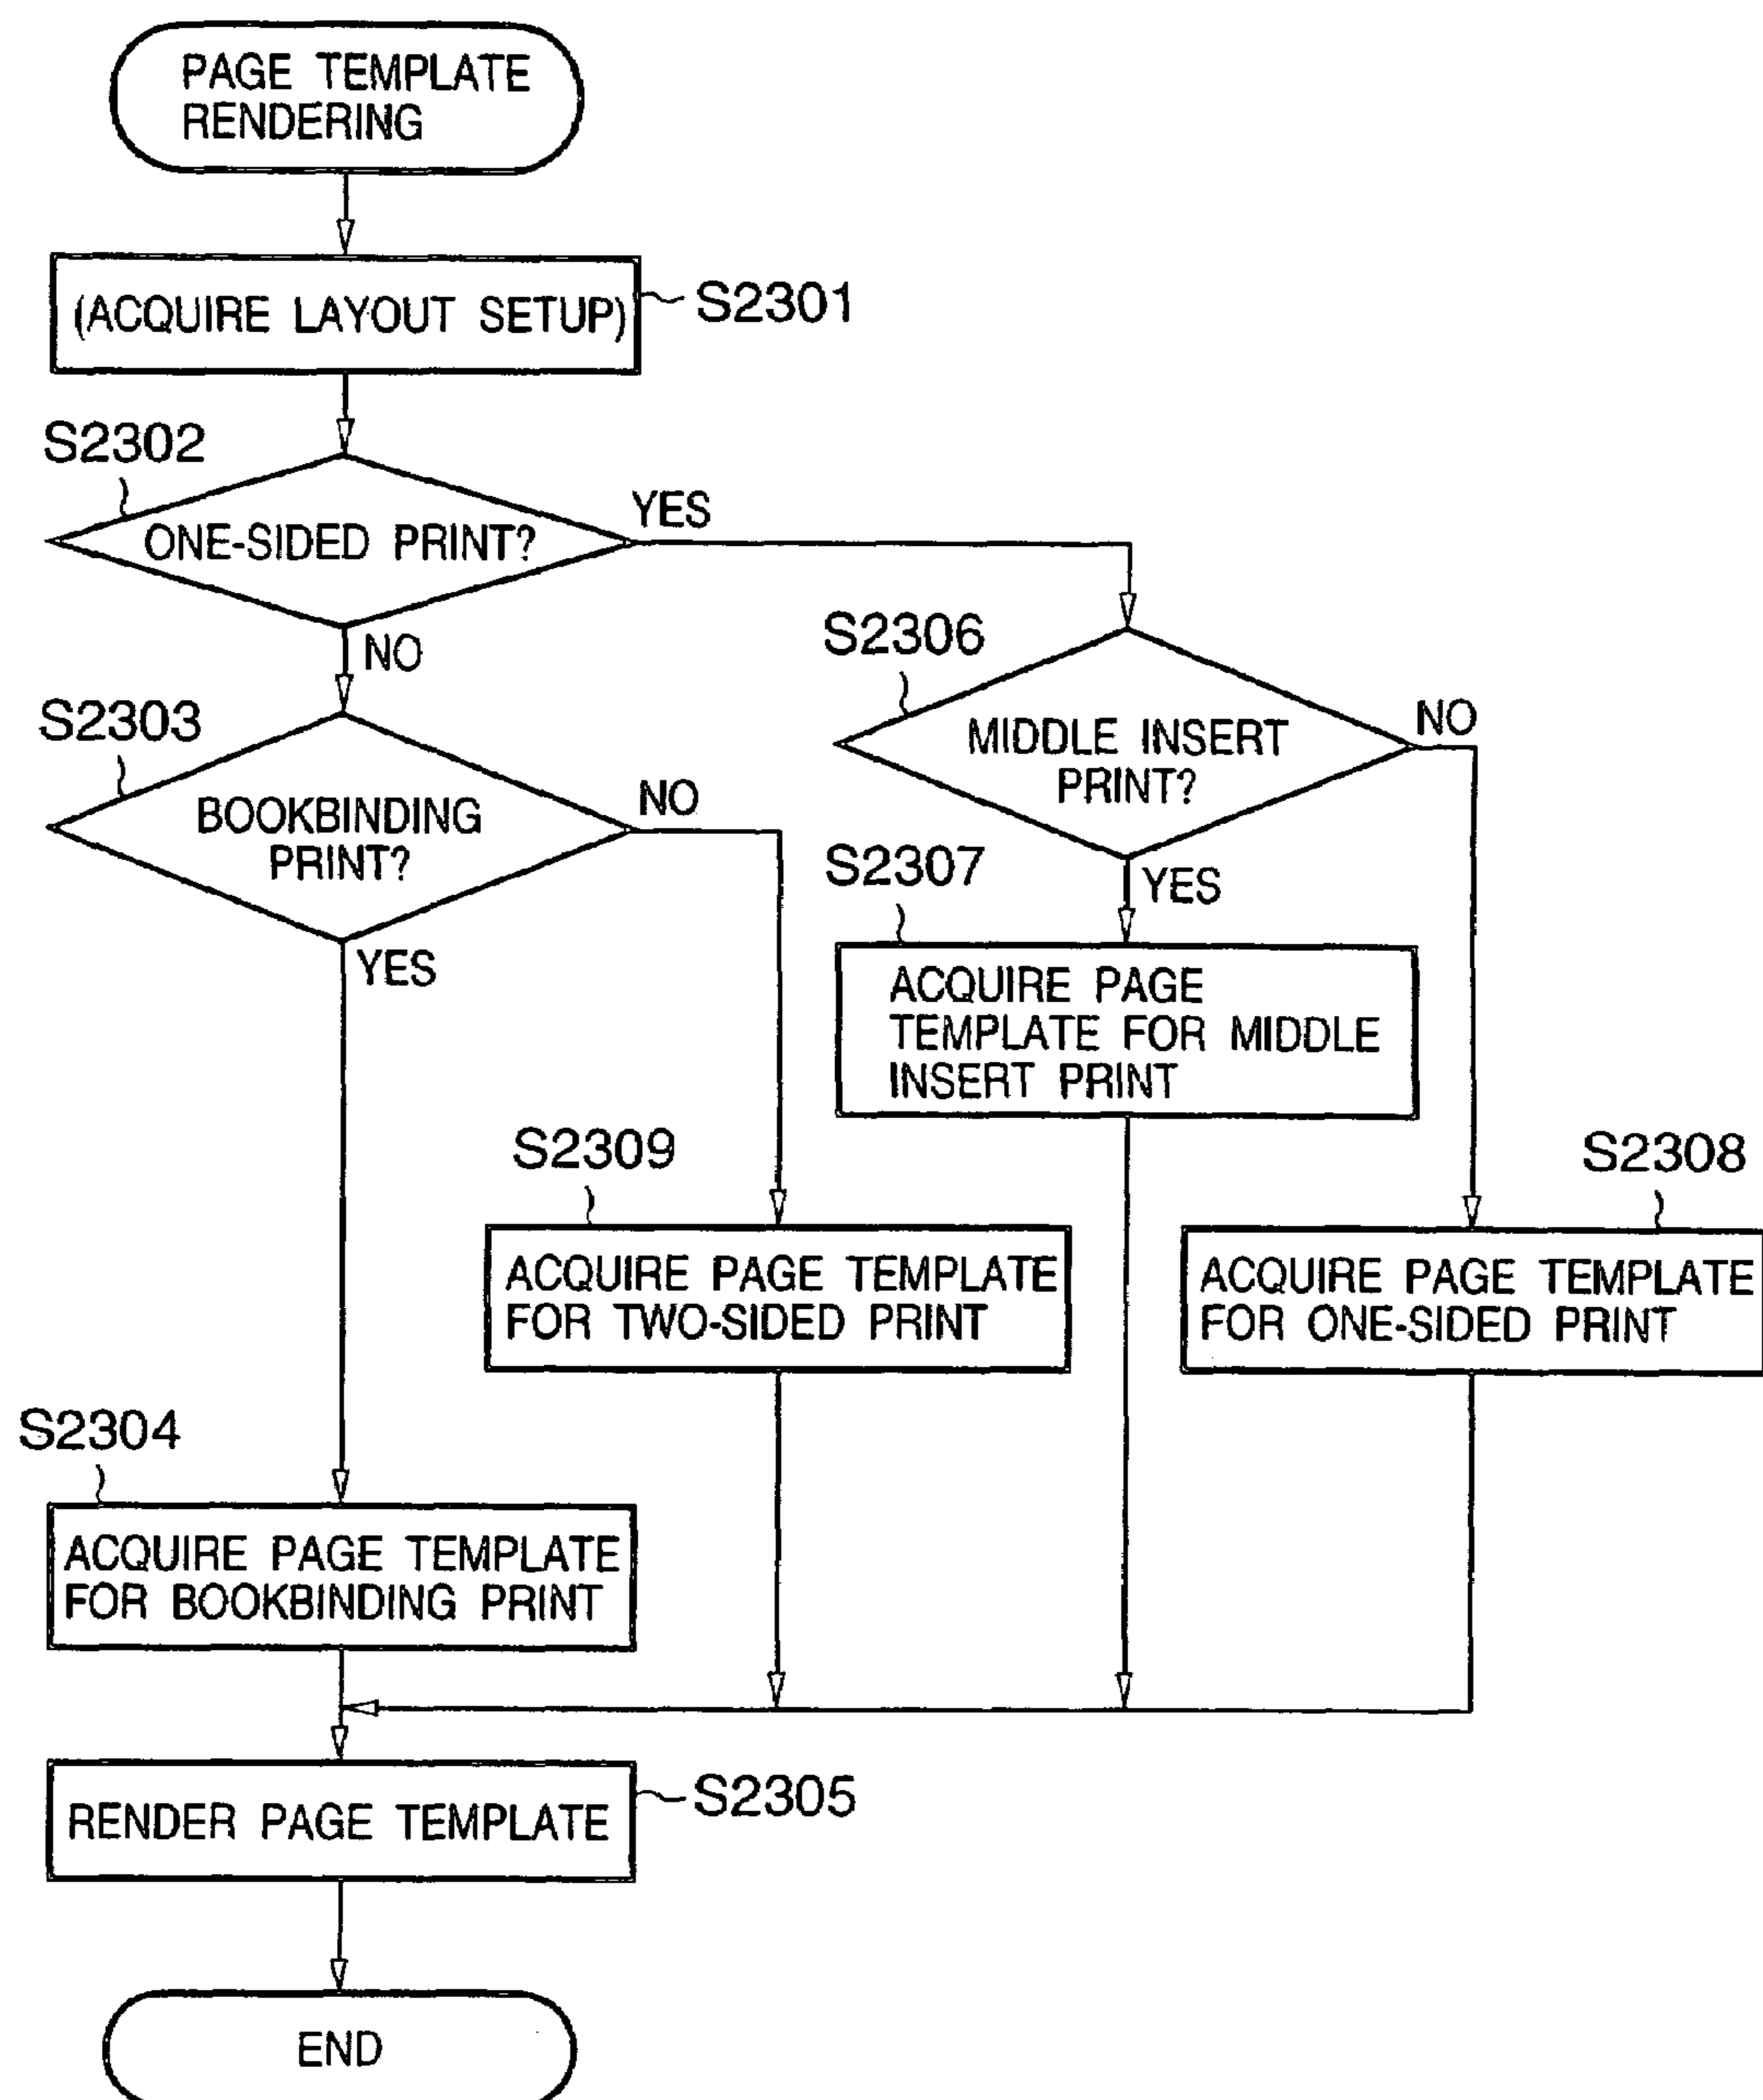 PAGE TEMPLATE
RENDERING
(ACQUIRE LAYOUT SETUP)
S2301
S2302
ONE-SIDED PRINT?
YES
NO
S2306
MIDDLE INSERT
PRINT?
NO
YES
S2303
BOOKBINDING
PRINT?
NO
YES
S2307
ACQUIRE PAGE
TEMPLATE FOR MIDDLE
INSERT PRINT
S2309
ACQUIRE PAGE TEMPLATE
FOR TWO-SIDED PRINT
S2308
ACQUIRE PAGE TEMPLATE
FOR ONE-SIDED PRINT
S2304
ACQUIRE PAGE TEMPLATE
FOR BOOKBINDING PRINT
RENDER PAGE TEMPLATE
S2305
END